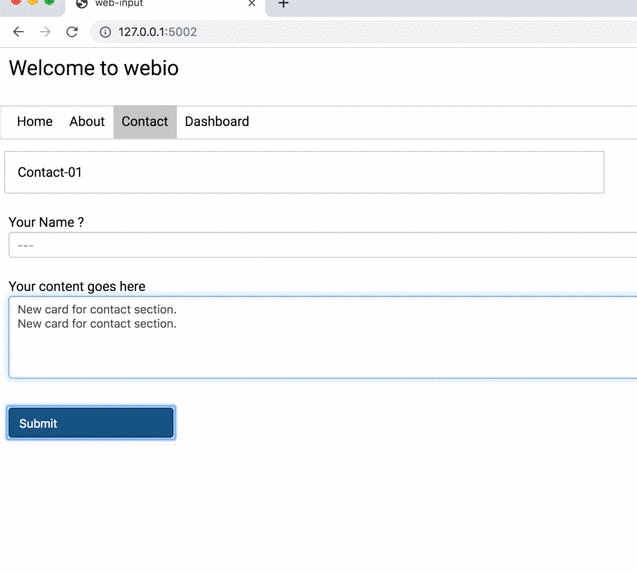 web-input
127.0.0.1:5002
Welcome to webio
Home About Contact Dashboard
Contact-01
Your Name ?
---
Your content goes here
New card for contact section.
New card for contact section.
Submit